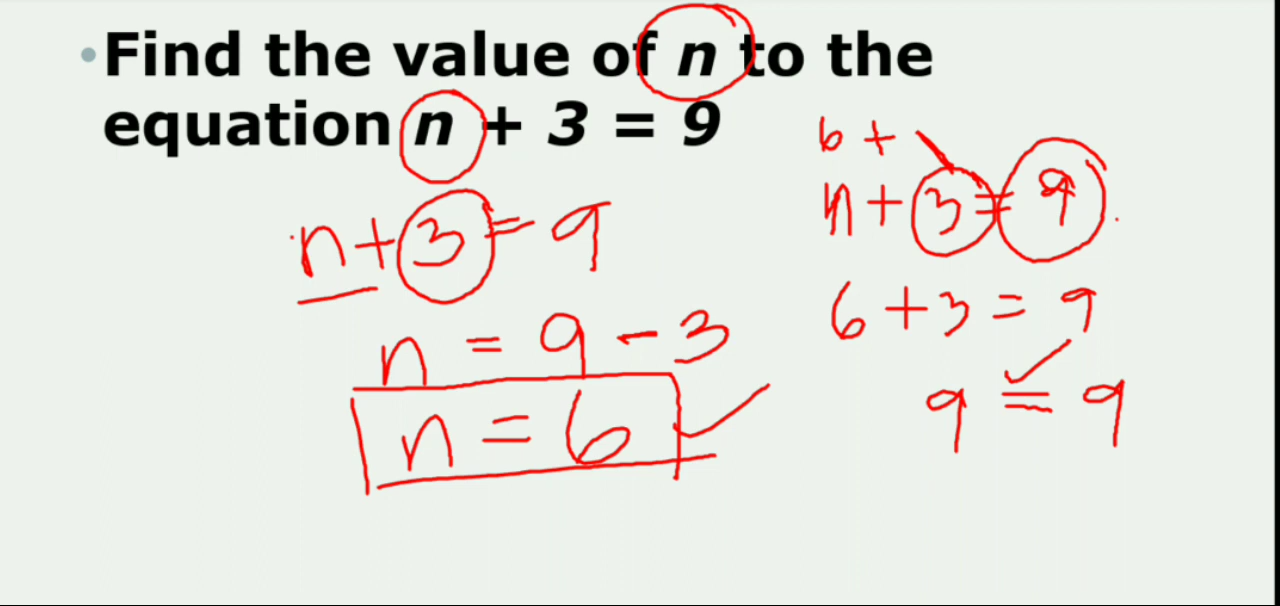 •Find the value of n to the
equation n + 3 = 9
n + 3 = 9
n = 9 - 3
n = 6
6 +
n + 3 = 9
6 + 3 = 9
9 = 9